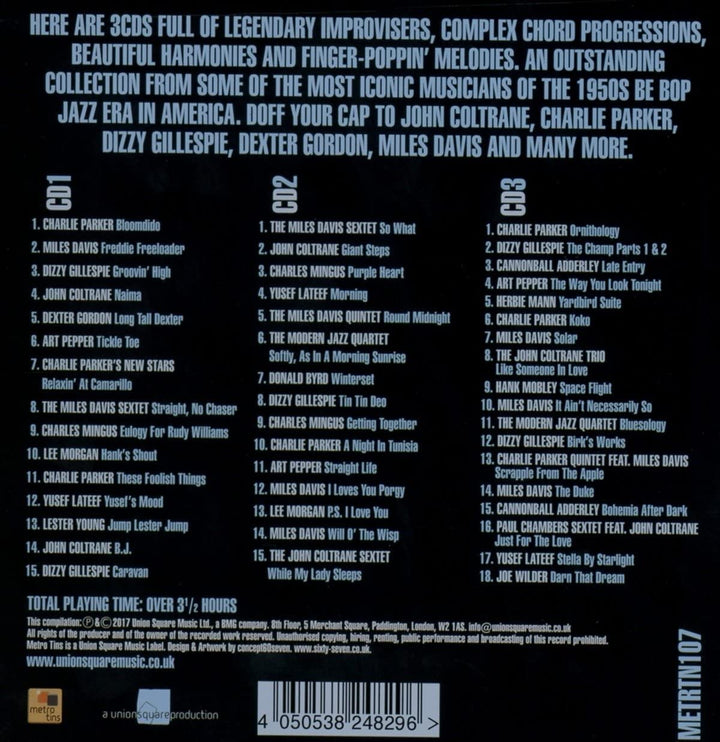 HERE ARE 3CDS FULL OF LEGENDARY IMPROVISERS, COMPLEX CHORD PROGRESSIONS,
BEAUTIFUL HARMONIES AND FINGER-POPPIN' MELODIES. AN OUTSTANDING
COLLECTION FROM SOME OF THE MOST ICONIC MUSICIANS OF THE 1950S BE BOP
JAZZ ERA IN AMERICA. DOFF YOUR CAP TO JOHN COLTRANE, CHARLIE PARKER,
DIZZY GILLESPIE, DEXTER GORDON, MILES DAVIS AND MANY MORE.
CD1
1. CHARLIE PARKER Bloomdido
2. MILES DAVIS Freddie Freeloader
3. DIZZY GILLESPIE Groovin' High
4. JOHN COLTRANE Naima
5. DEXTER GORDON Long Tall Dexter
6. ART PEPPER Tickle Toe
7. CHARLIE PARKER'S NEW STARS
Relaxin' At Camarillo
8. THE MILES DAVIS SEXTET Straight, No Chaser
9. CHARLES MINGUS Eulogy For Rudy Williams
10. LEE MORGAN Hank's Shout
11. CHARLIE PARKER These Foolish Things
12. YUSEF LATEEF Yusef's Mood
13. LESTER YOUNG Jump Lester Jump
14. JOHN COLTRANE B.J.
15. DIZZY GILLESPIE Caravan
CD2
1. THE MILES DAVIS SEXTET So What
2. JOHN COLTRANE Giant Steps
3. CHARLES MINGUS Purple Heart
4. YUSEF LATEEF Morning
5. THE MILES DAVIS QUINTET Round Midnight
6. THE MODERN JAZZ QUARTET
Softly, As In A Morning Sunrise
7. DONALD BYRD Winterset
8. DIZZY GILLESPIE Tin Tin Deo
9. CHARLES MINGUS Getting Together
10. CHARLIE PARKER A Night In Tunisia
11. ART PEPPER Straight Life
12. MILES DAVIS I Loves You Porgy
13. LEE MORGAN P.S. I Love You
14. MILES DAVIS Will O' The Wisp
15. THE JOHN COLTRANE SEXTET
While My Lady Sleeps
CD3
1. CHARLIE PARKER Ornithology
2. DIZZY GILLESPIE The Champ Parts 1 & 2
3. CANNONBALL ADDERLEY Late Entry
4. ART PEPPER The Way You Look Tonight
5. HERBIE MANN Yardbird Suite
6. CHARLIE PARKER Koko
7. MILES DAVIS Solar
8. THE JOHN COLTRANE TRIO
Like Someone In Love
9. HANK MOBLEY Space Flight
10. MILES DAVIS It Ain't Necessarily So
11. THE MODERN JAZZ QUARTET Bluesology
12. DIZZY GILLESPIE Birk's Works
13. CHARLIE PARKER QUINTET FEAT. MILES DAVIS
Scrapple From The Apple
14. MILES DAVIS The Duke
15. CANNONBALL ADDERLEY Bohemia After Dark
16. PAUL CHAMBERS SEXTET FEAT. JOHN COLTRANE
Just For The Love
17. YUSEF LATEEF Stella By Starlight
18. JOE WILDER Darn That Dream
TOTAL PLAYING TIME: OVER 3 1/2 HOURS
This compilation: ℗ & © 2017 Union Square Music Ltd., a BMG company. 8th Floor, 5 Merchant Square, Paddington, London, W2 1AS. info@unionsquaremusic.co.uk
All rights of the producer and of the owner of the recorded work reserved. Unauthorised copying, hiring, renting, public performance and broadcasting of this record prohibited.
Metro Tins is a Union Square Music Label. Design & Artwork by concept60seven. www.sixty-seven.co.uk.
www.unionsquaremusic.co.uk
metro
tins
a unionsquareproduction
4 050538 248296 >
METRTN107